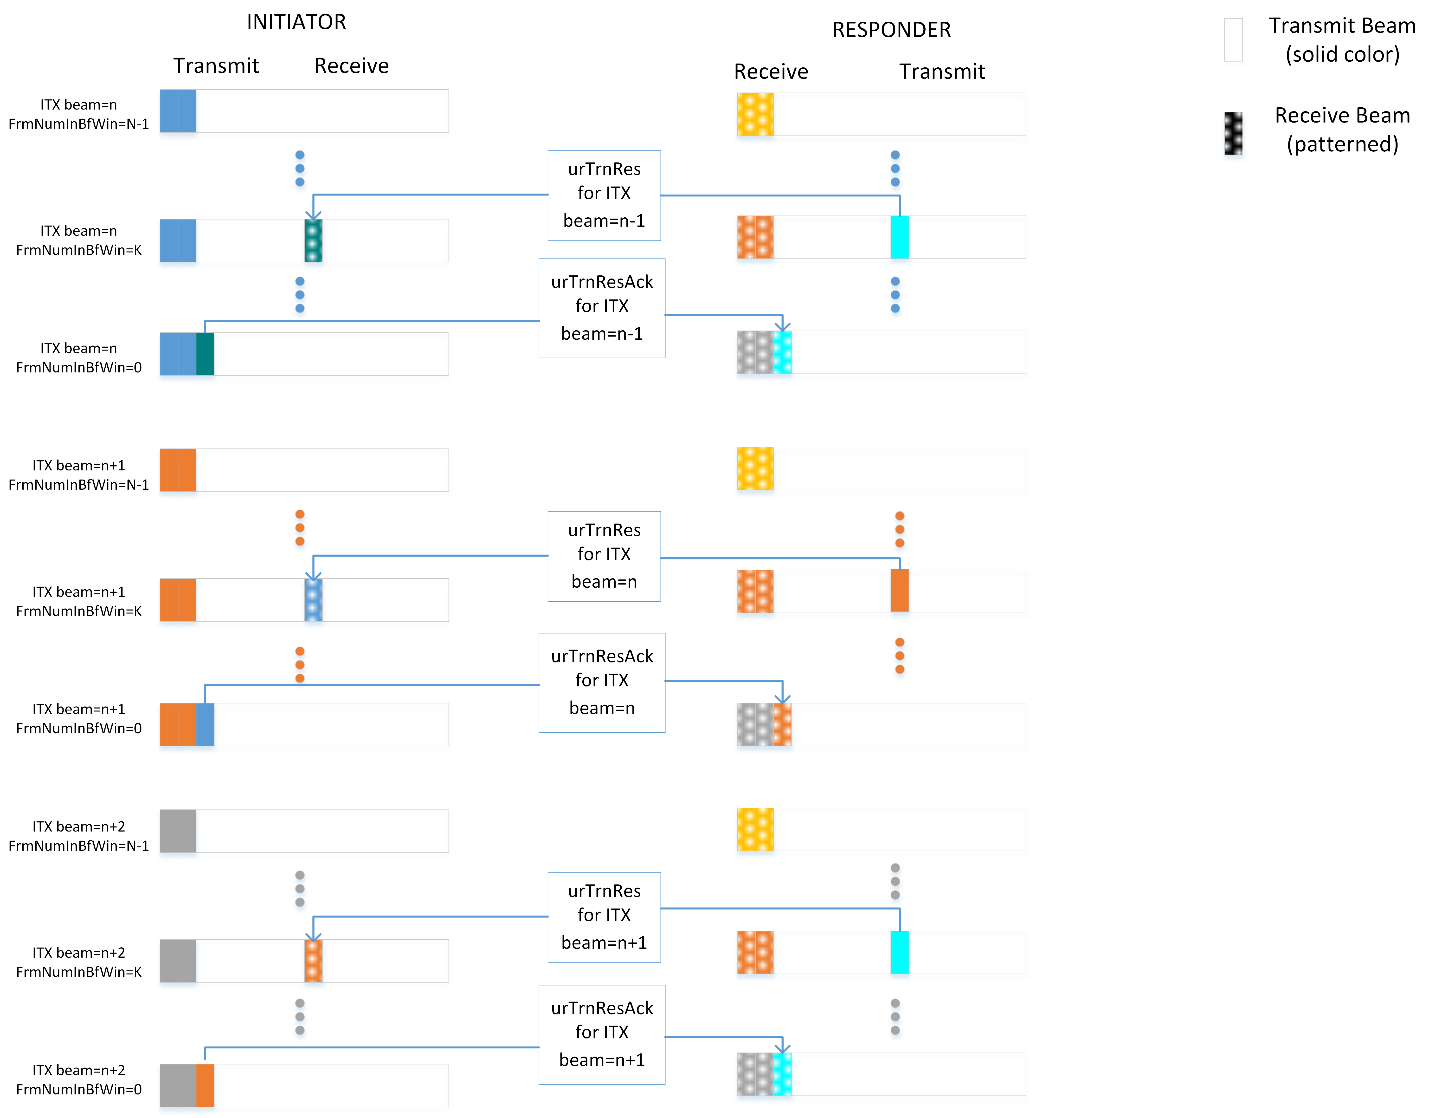 INITIATOR
RESPONDER
Transmit Receive
Receive Transmit
Transmit Beam
(solid color)
Receive Beam
(patterned)
ITX beam=n
FrmNumInBfWin=N-1
urTrnRes
for ITX
beam=n-1
ITX beam=n
FrmNumInBfWin=K
urTrnResAck
for ITX
beam=n-1
ITX beam=n
FrmNumInBfWin=0
ITX beam=n+1
FrmNumInBfWin=N-1
urTrnRes
for ITX
beam=n
ITX beam=n+1
FrmNumInBfWin=K
urTrnResAck
for ITX
beam=n
ITX beam=n+1
FrmNumInBfWin=0
ITX beam=n+2
FrmNumInBfWin=N-1
urTrnRes
for ITX
beam=n+1
ITX beam=n+2
FrmNumInBfWin=K
urTrnResAck
for ITX
beam=n+1
ITX beam=n+2
FrmNumInBfWin=0